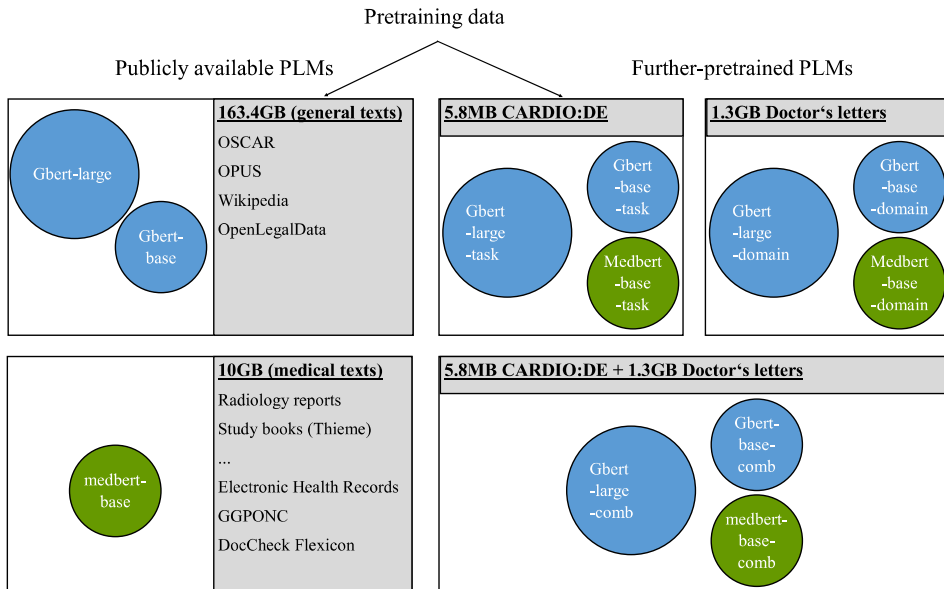 Pretraining data
Publicly available PLMs
Further-pretrained PLMs
Gbert-large
Gbert-
base
163.4GB (general texts)
OSCAR
OPUS
Wikipedia
OpenLegalData
5.8MB CARDIO:DE
Gbert
-large
-task
Gbert
-base
-task
Medbert
-base
-task
1.3GB Doctor‘s letters
Gbert
-large
-domain
Gbert
-base
-domain
Medbert
-base
-domain
medbert-
base
10GB (medical texts)
Radiology reports
Study books (Thieme)
...
Electronic Health Records
GGPONC
DocCheck Flexicon
5.8MB CARDIO:DE + 1.3GB Doctor‘s letters
Gbert
-large
-comb
Gbert-
base-
comb
medbert-
base-
comb